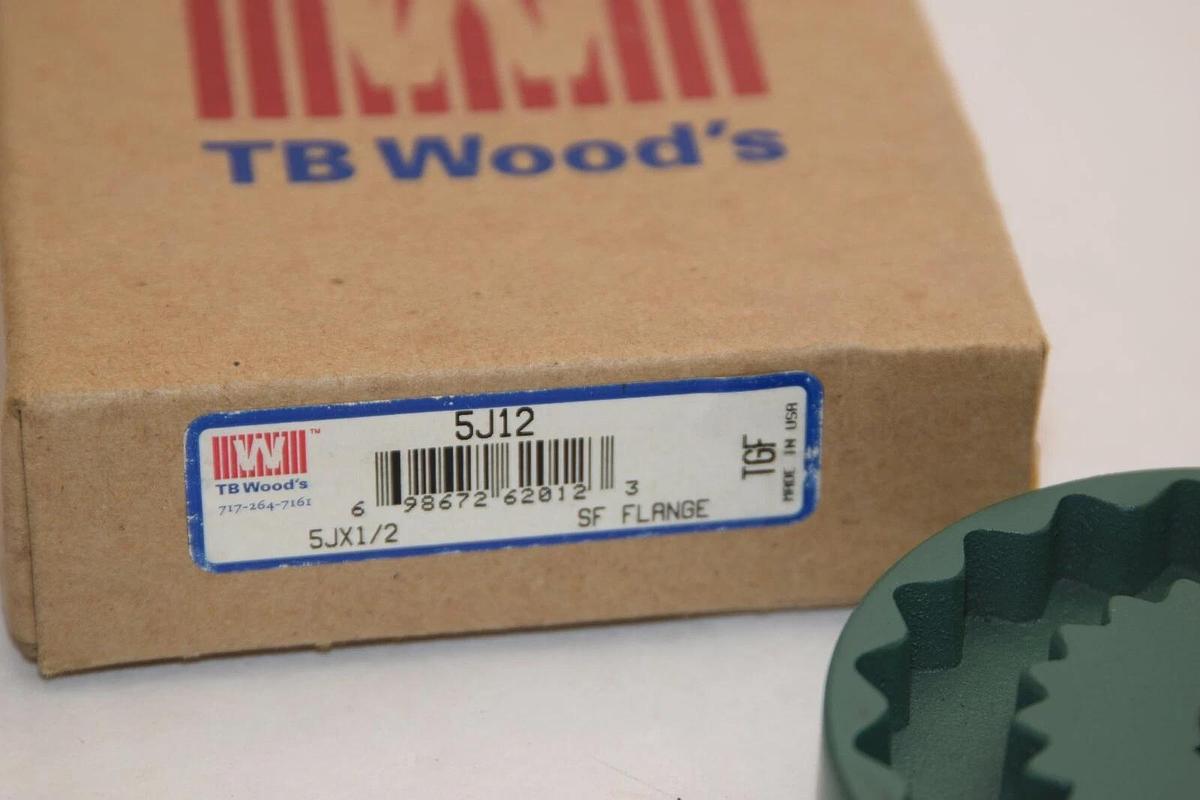 TB Wood's
5J12
TM
TB Wood's
717-264-7161
6 98672 62012 3
5JX1/2
SF FLANGE
TGF
MADE IN USA